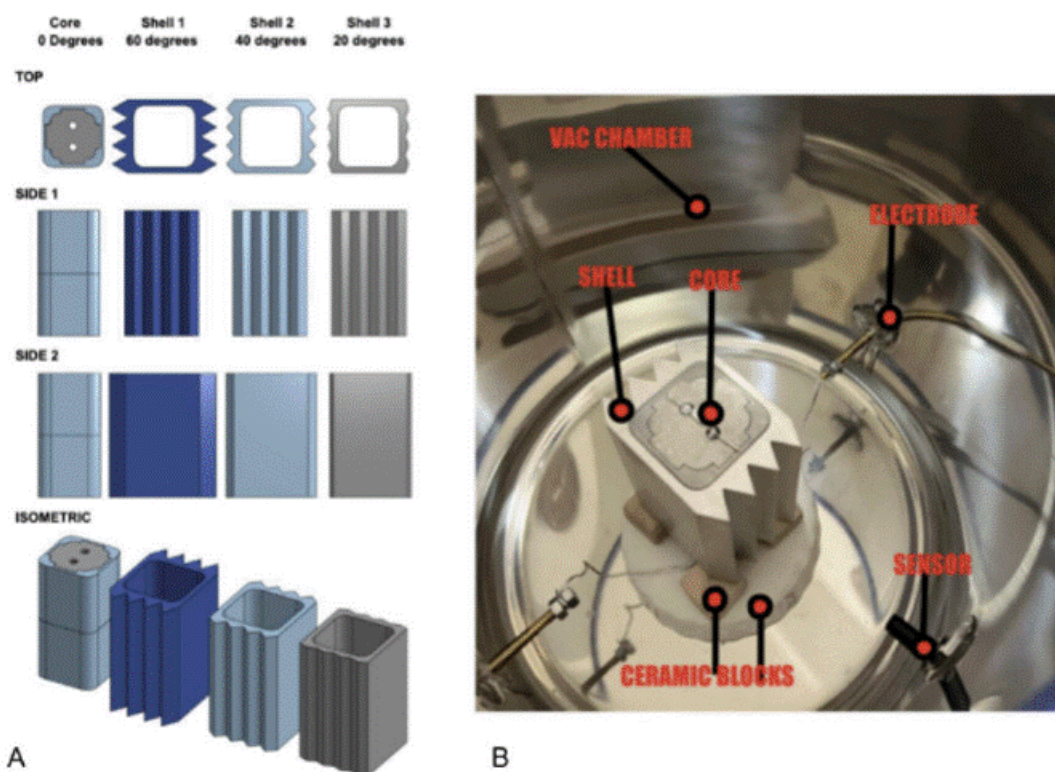 Core Shell 1 Shell 2 Shell 3
0 Degrees 60 degrees 40 degrees 20 degrees
TOP
SIDE 1
SIDE 2
ISOMETRIC
A
VAC CHAMBER
ELECTRODE
SHELL
CORE
SENSOR
CERAMIC BLOCKS
B